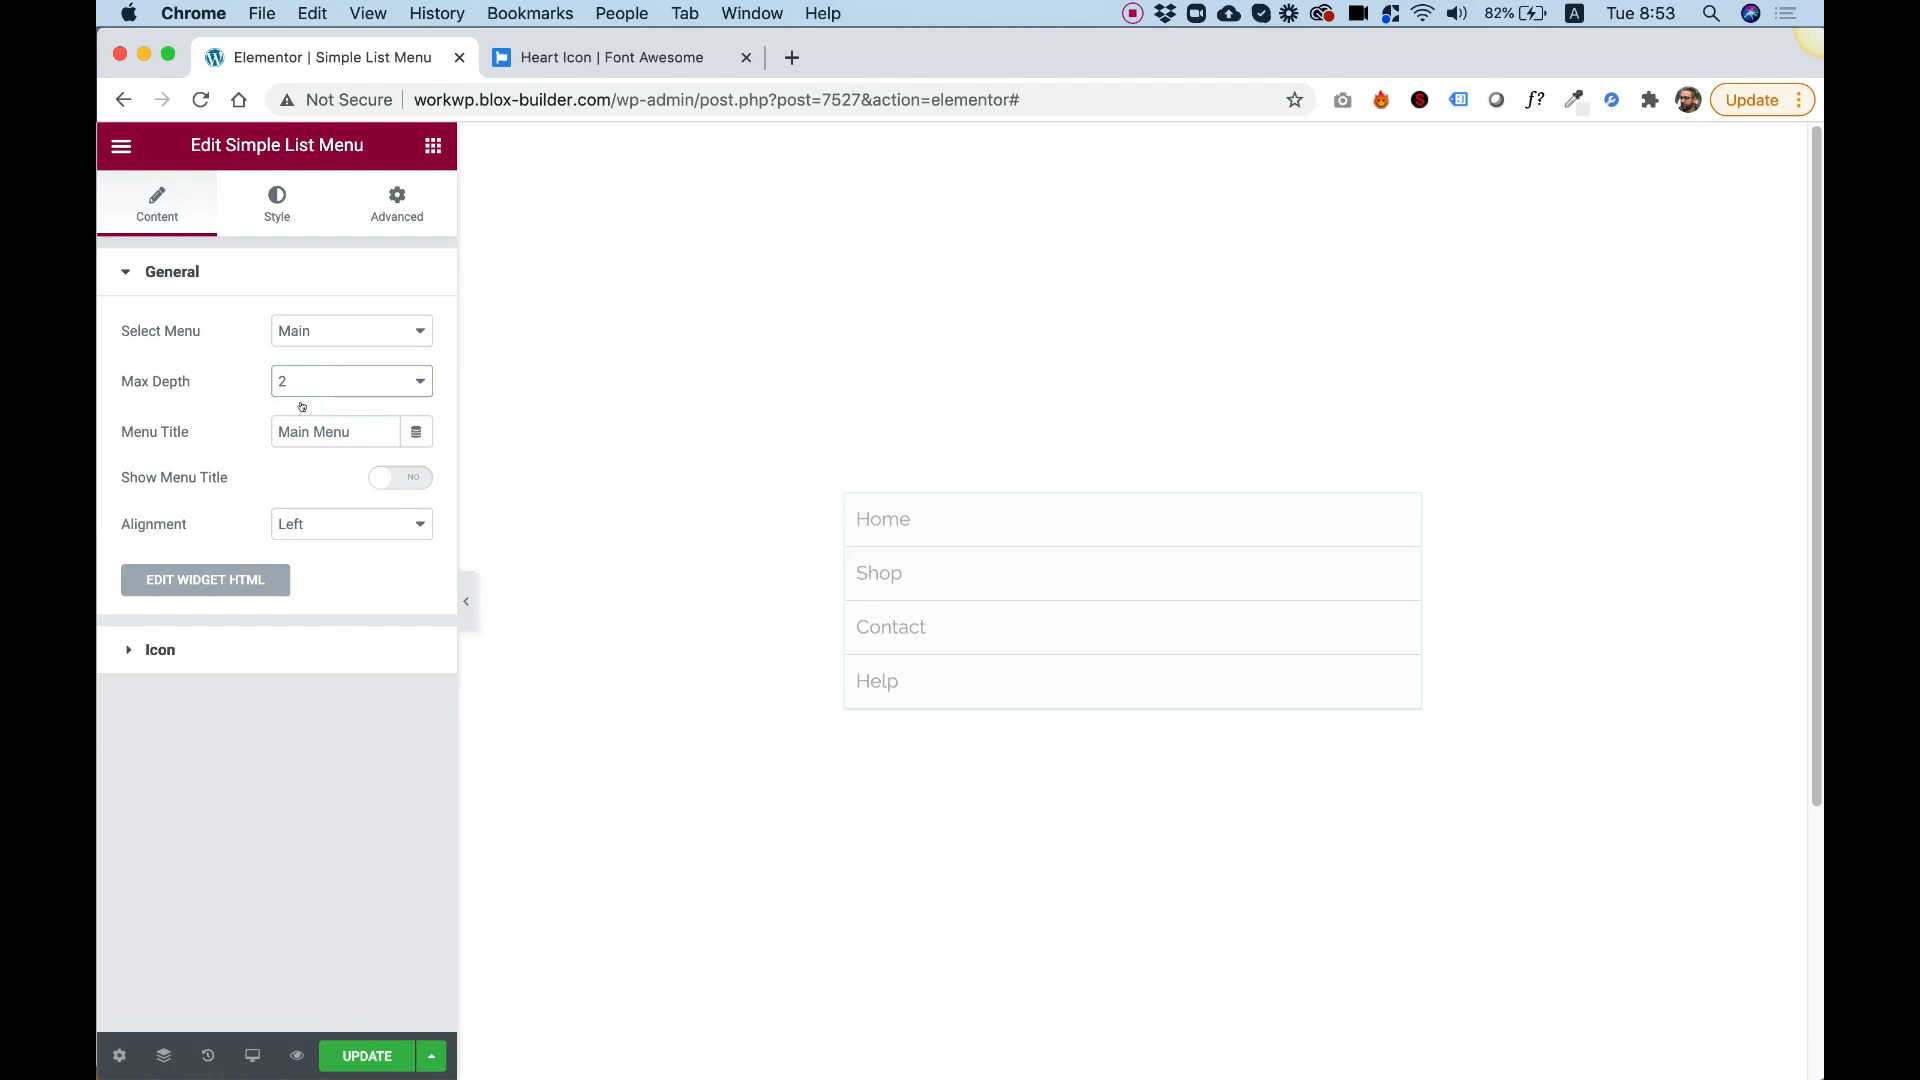 Chrome File Edit View History Bookmarks People Tab Window Help 82% A Tue 8:53
Elementor | Simple List Menu Heart Icon | Font Awesome
Not Secure workwp.blox-builder.com/wp-admin/post.php?post=7527&action=elementor# S f? Update
Edit Simple List Menu
Content Style Advanced
General
Select Menu Main
Max Depth 2
Menu Title Main Menu
Show Menu Title NO
Alignment Left
EDIT WIDGET HTML
Icon
Home
Shop
Contact
Help
UPDATE